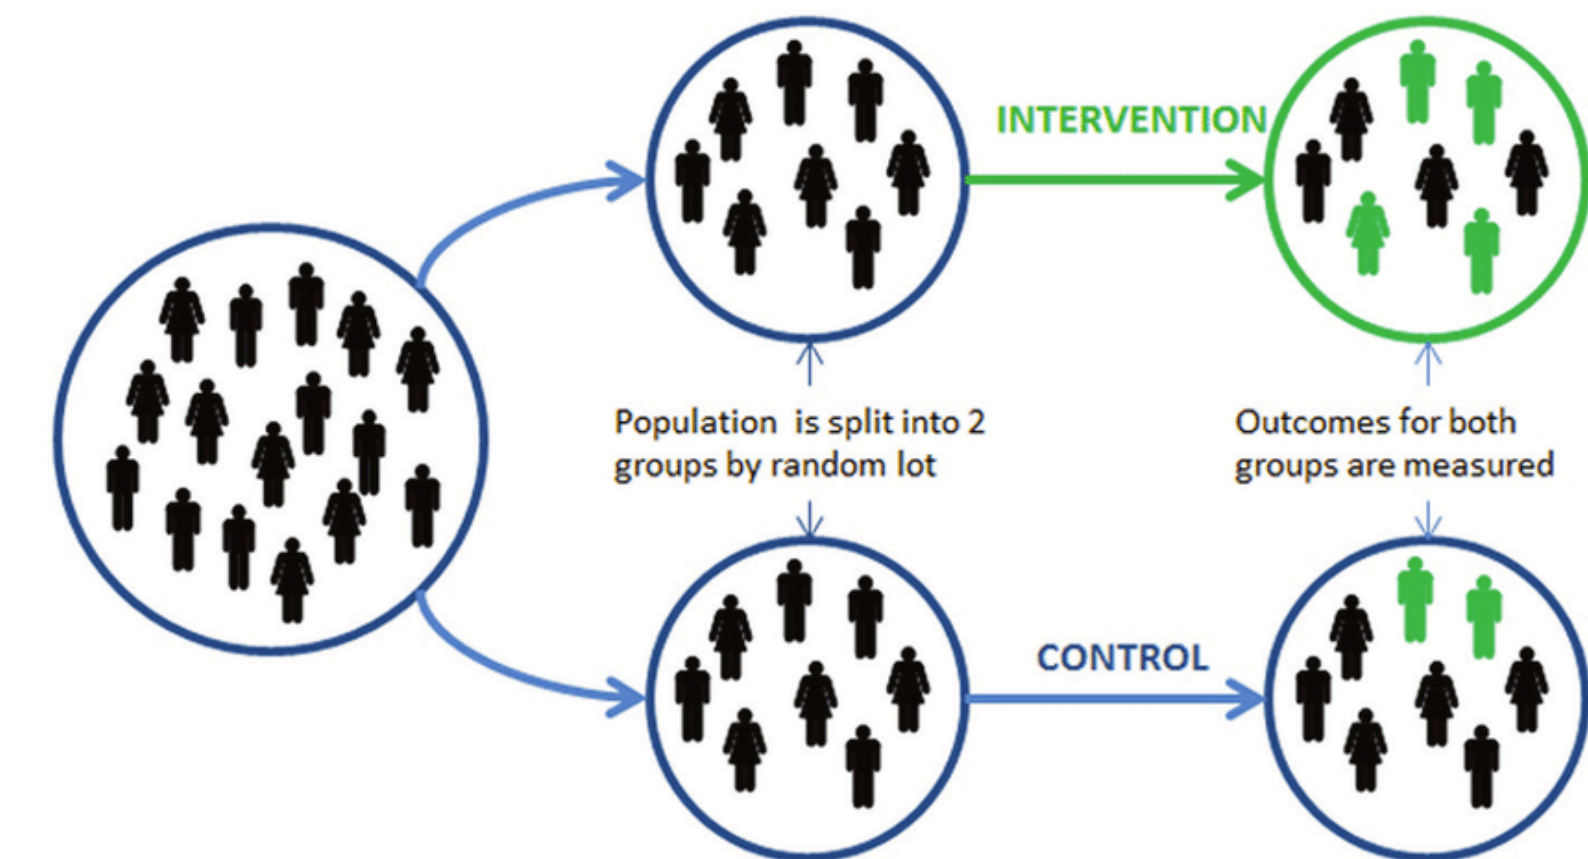 INTERVENTION
Population  is split into 2
groups by random lot
Outcomes for both
groups are measured
CONTROL